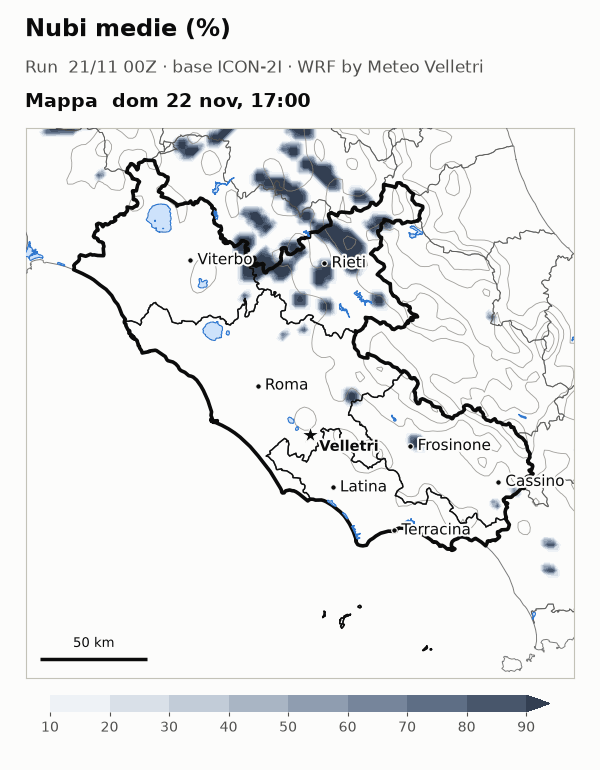 Nubi medie (%)
Run 21/11 00Z · base ICON-2I · WRF by Meteo Velletri
Mappa dom 22 nov, 17:00
Viterbo
Rieti
Roma
Velletri
Frosinone
Latina
Cassino
Terracina
50 km
10 20 30 40 50 60 70 80 90